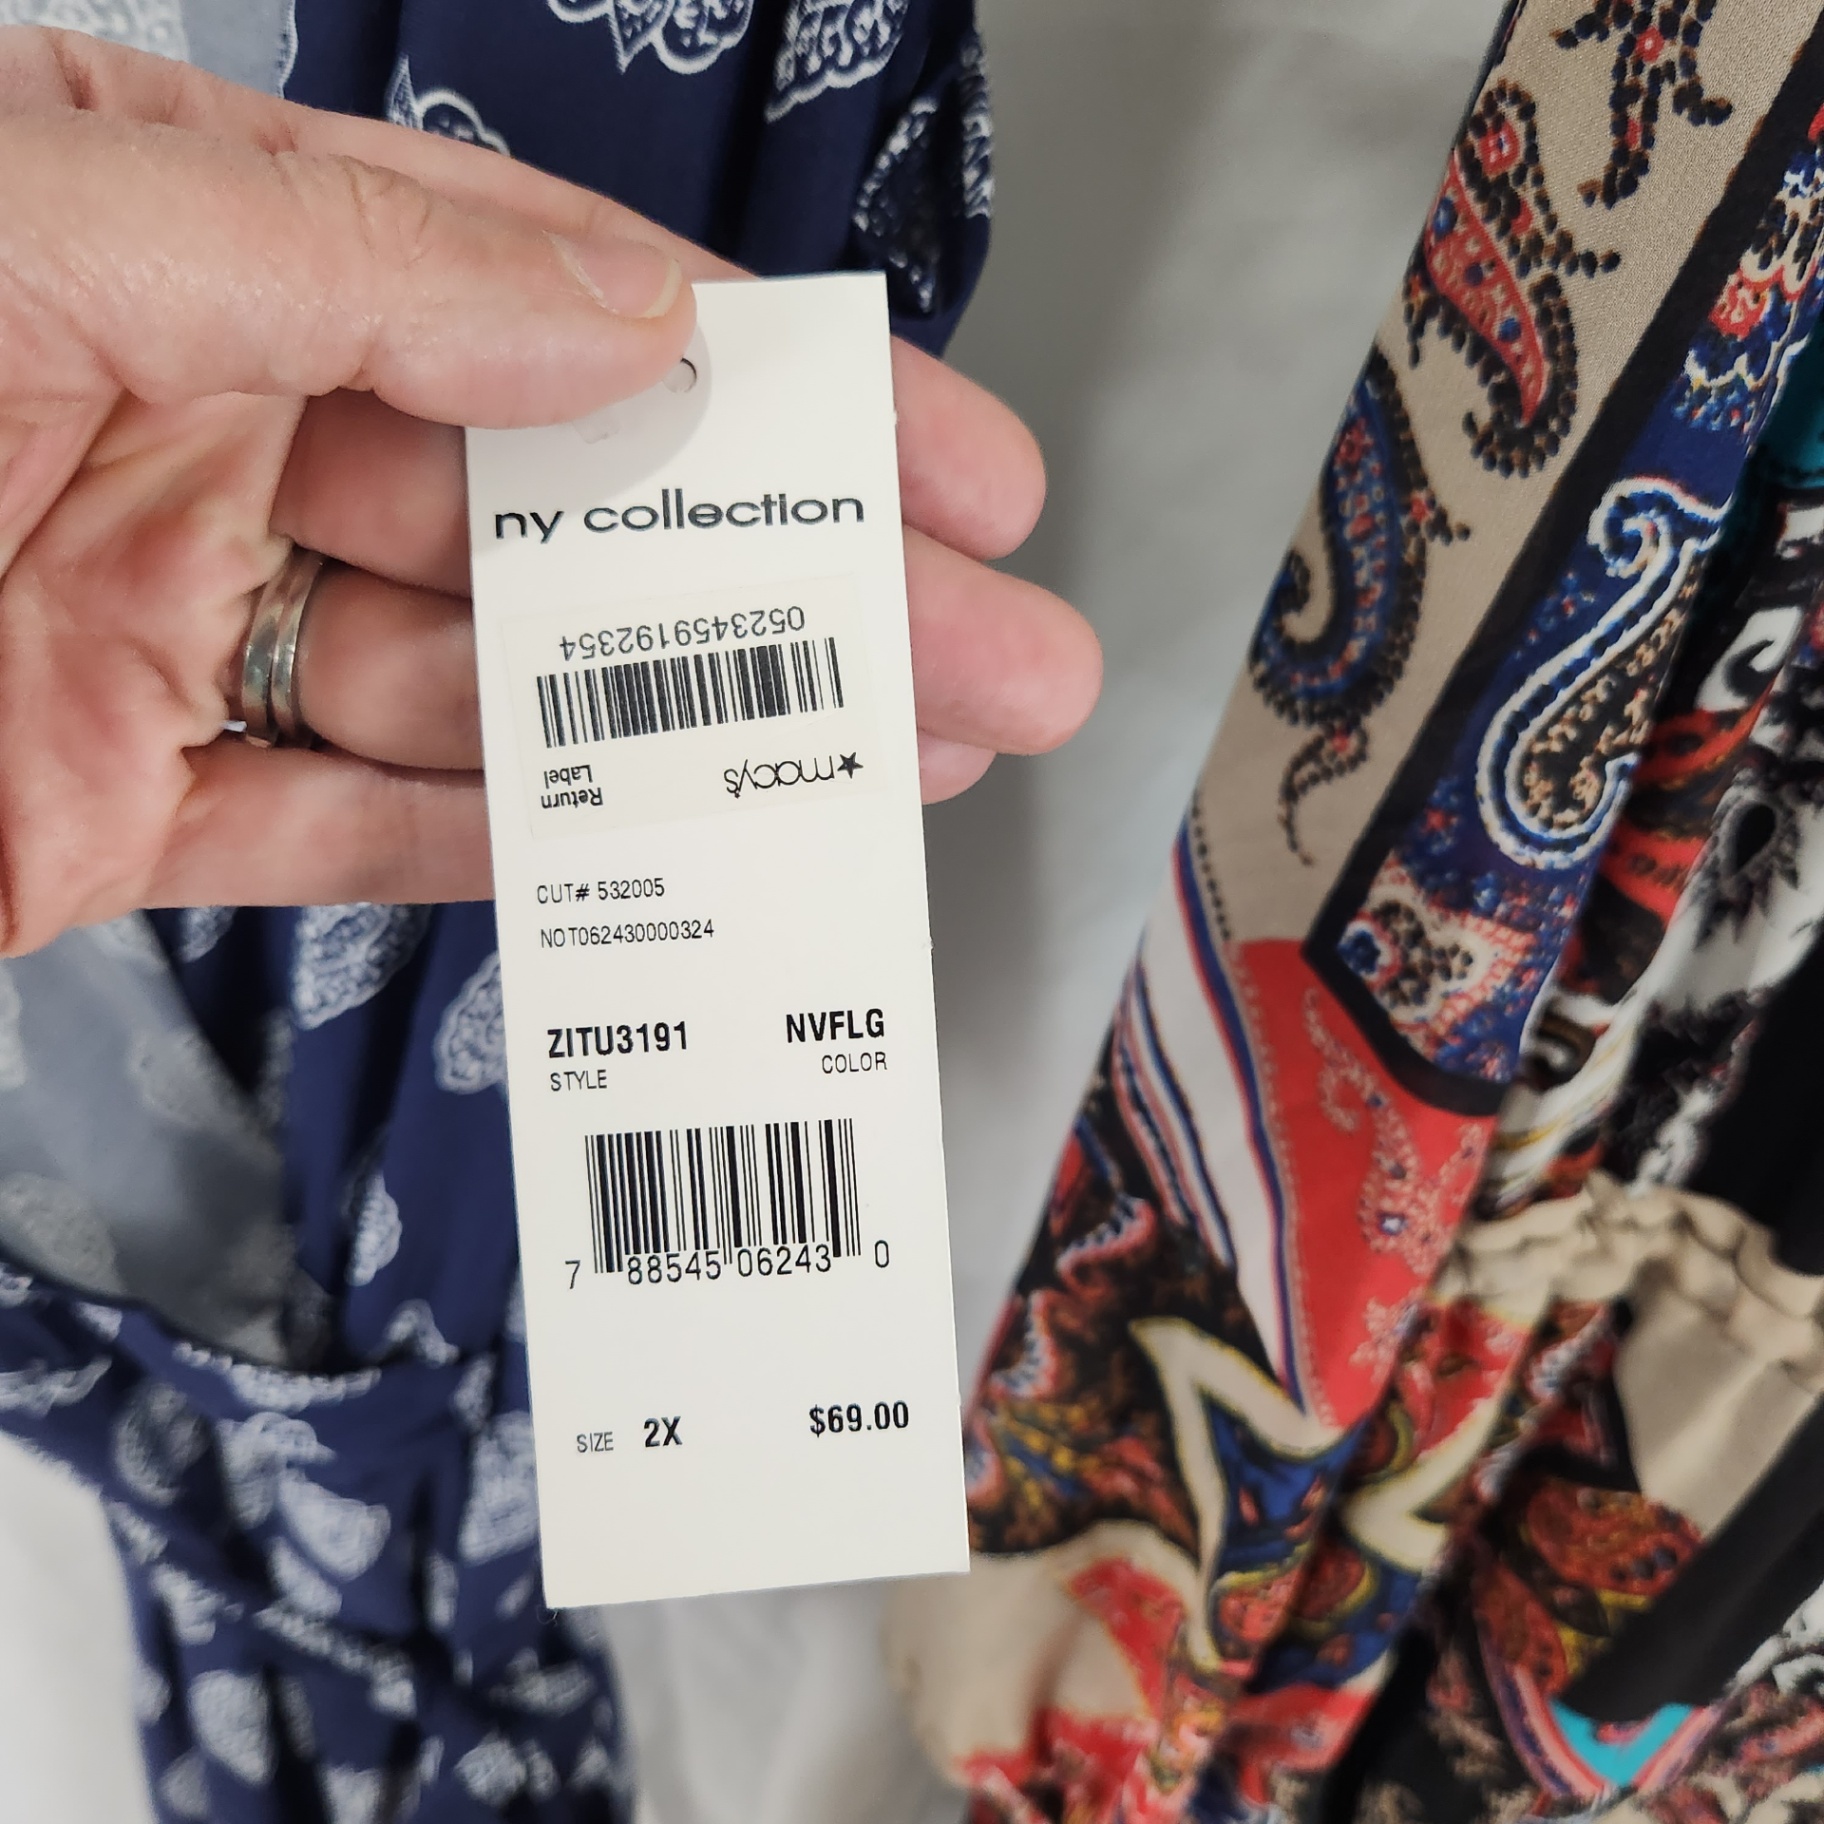 ny collection
0523459192354
macy's
Return
Label
CUT# 532005
NOT062430000324
ZITU3191 NVFLG
STYLE COLOR
7 88545 06243 0
SIZE 2X $69.00